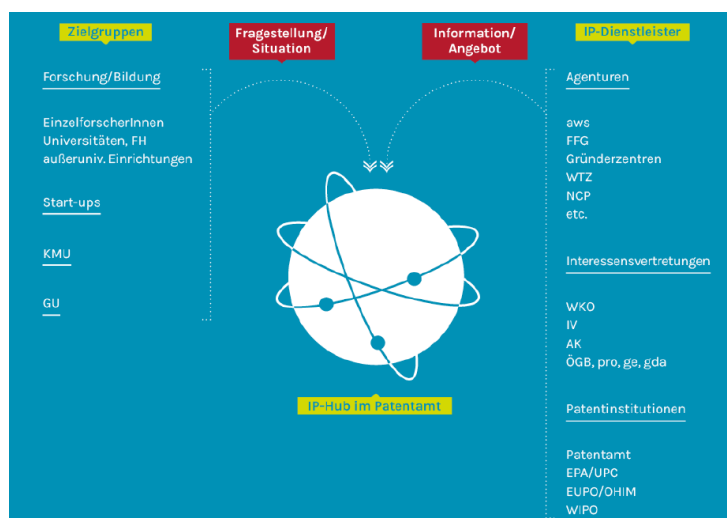 Zielgruppen
Fragestellung/
Situation
Information/
Angebot
IP-Dienstleister
Forschung/Bildung
EinzelforscherInnen
Universitäten, FH
außeruniv. Einrichtungen
Start-ups
KMU
GU
Agenturen
aws
FFG
Gründerzentren
WTZ
NCP
etc.
Interessensvertretungen
WKO
IV
AK
ÖGB, pro, ge, gda
Patentinstitutionen
Patentamt
EPA/UPC
EUPO/OHIM
WIPO
IP-Hub im Patentamt